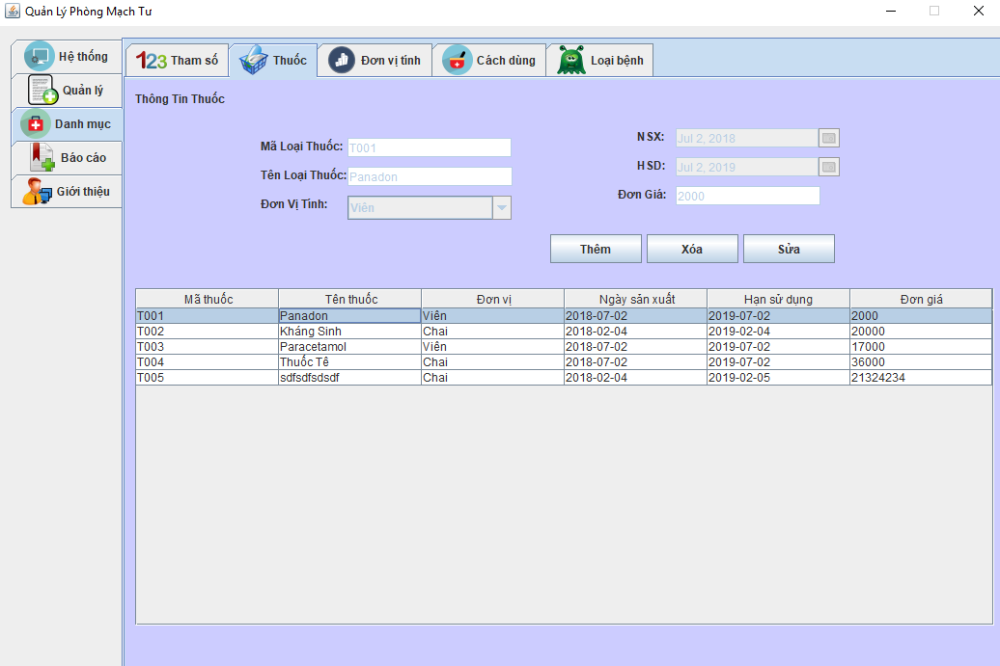 Quản Lý Phòng Mạch Tư
Hệ thống
Quản lý
Danh mục
Báo cáo
Giới thiệu
123 Tham số
Thuốc
Đơn vị tính
Cách dùng
Loại bệnh
Thông Tin Thuốc
Mã Loại Thuốc: T001
Tên Loại Thuốc: Panadon
Đơn Vị Tính: Viên
NSX: Jul 2, 2018
HSD: Jul 2, 2019
Đơn Giá: 2000
Thêm Xóa Sửa
Mã thuốc Tên thuốc Đơn vị Ngày sản xuất Hạn sử dụng Đơn giá
T001 Panadon Viên 2018-07-02 2019-07-02 2000
T002 Kháng Sinh Chai 2018-02-04 2019-02-04 20000
T003 Paracetamol Viên 2018-07-02 2019-07-02 17000
T004 Thuốc Tê Chai 2018-07-02 2019-07-02 36000
T005 sdfsdfsdsdf Chai 2018-02-04 2019-02-05 21324234